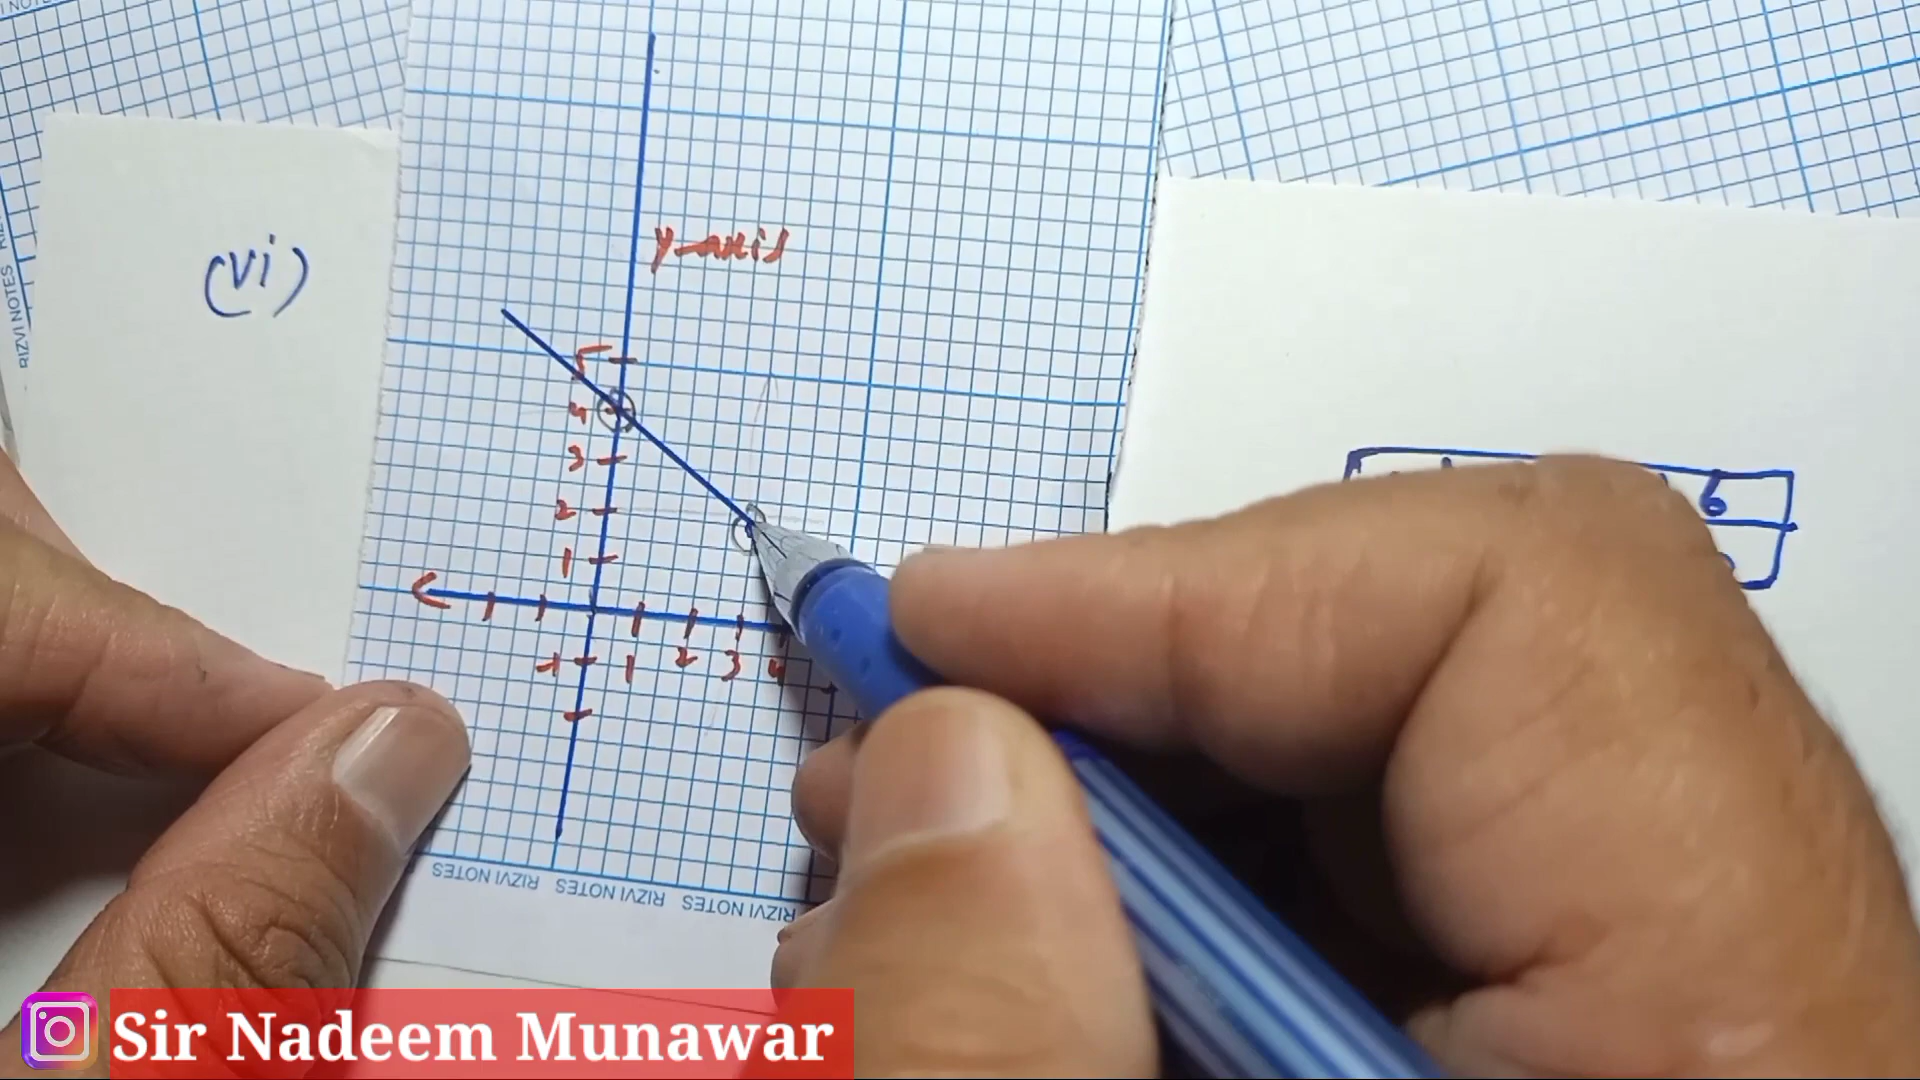 (vi)
y-axis
5
4
3
2
1
-1
1 2 3 4
6
RIZVI NOTES
RIZVI NOTES RIZVI NOTES RIZVI NOTES
Sir Nadeem Munawar